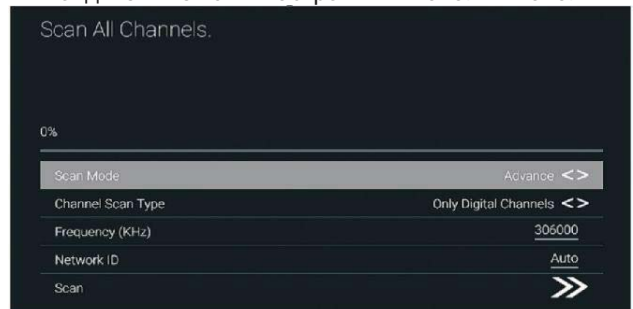 Scan All Channels.
0%
Scan Mode Advance <>
Channel Scan Type Only Digital Channels <>
Frequency (KHz) 306000
Network ID Auto
Scan >>